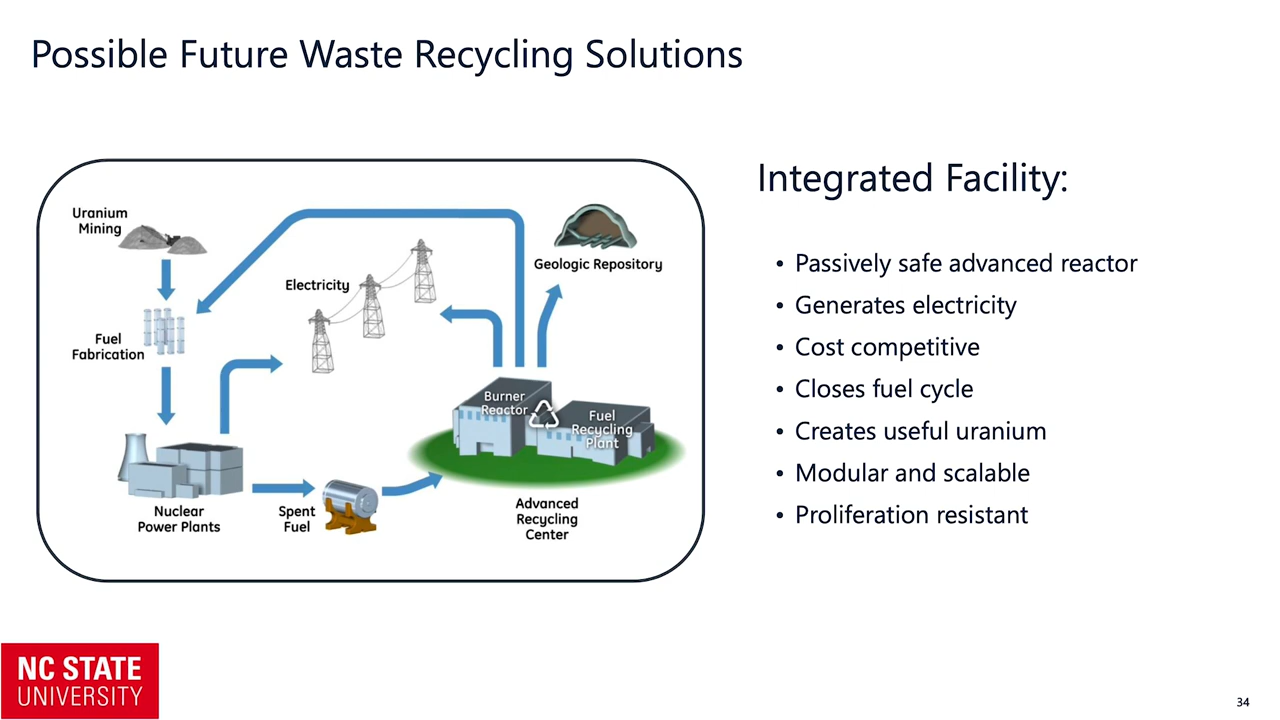 Possible Future Waste Recycling Solutions
Uranium
Mining
Geologic Repository
Electricity
Fuel
Fabrication
Burner
Reactor
Fuel
Recycling
Plant
Nuclear
Power Plants
Spent
Fuel
Advanced
Recycling
Center
Integrated Facility:
• Passively safe advanced reactor
• Generates electricity
• Cost competitive
• Closes fuel cycle
• Creates useful uranium
• Modular and scalable
• Proliferation resistant
NC STATE
UNIVERSITY
34